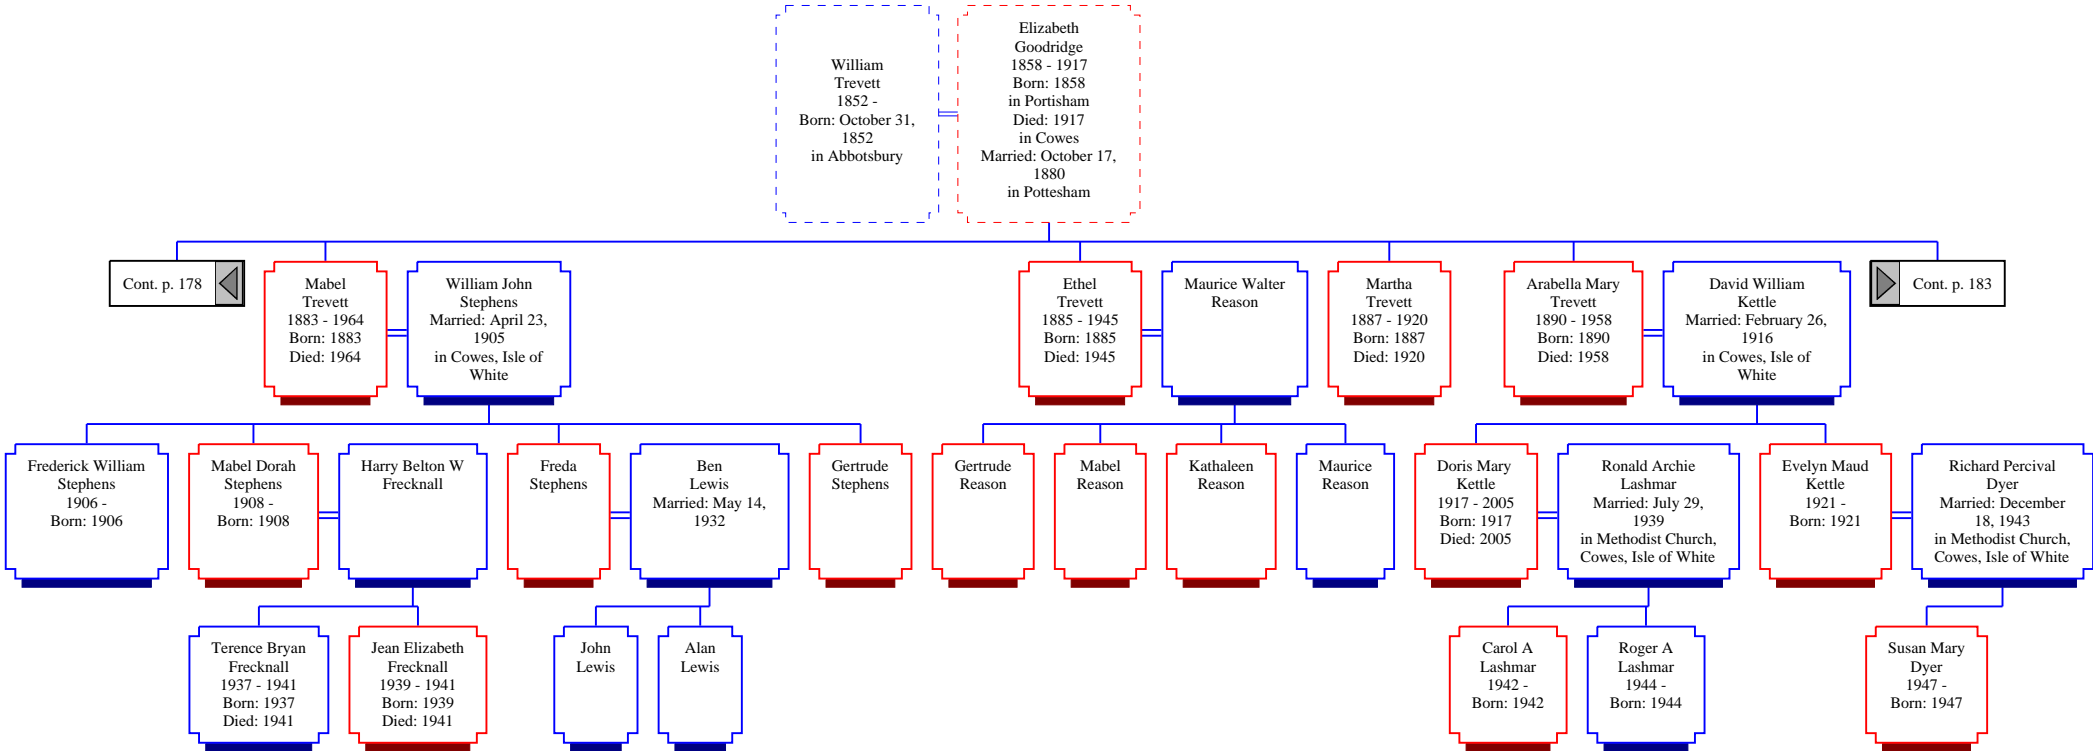 William
Trevett
1852 -
Born: October 31,
1852
in Abbotsbury
Elizabeth
Goodridge
1858 - 1917
Born: 1858
in Portisham
Died: 1917
in Cowes
Married: October 17,
1880
in Pottesham
Cont. p. 178
Mabel
Trevett
1883 - 1964
Born: 1883
Died: 1964
William John
Stephens
Married: April 23,
1905
in Cowes, Isle of
White
Ethel
Trevett
1885 - 1945
Born: 1885
Died: 1945
Maurice Walter
Reason
Martha
Trevett
1887 - 1920
Born: 1887
Died: 1920
Arabella Mary
Trevett
1890 - 1958
Born: 1890
Died: 1958
David William
Kettle
Married: February 26,
1916
in Cowes, Isle of
White
Cont. p. 183
Frederick William
Stephens
1906 -
Born: 1906
Mabel Dorah
Stephens
1908 -
Born: 1908
Harry Belton W
Frecknall
Freda
Stephens
Ben
Lewis
Married: May 14,
1932
Gertrude
Stephens
Gertrude
Reason
Mabel
Reason
Kathaleen
Reason
Maurice
Reason
Doris Mary
Kettle
1917 - 2005
Born: 1917
Died: 2005
Ronald Archie
Lashmar
Married: July 29,
1939
in Methodist Church,
Cowes, Isle of White
Evelyn Maud
Kettle
1921 -
Born: 1921
Richard Percival
Dyer
Married: December
18, 1943
in Methodist Church,
Cowes, Isle of White
Terence Bryan
Frecknall
1937 - 1941
Born: 1937
Died: 1941
Jean Elizabeth
Frecknall
1939 - 1941
Born: 1939
Died: 1941
John
Lewis
Alan
Lewis
Carol A
Lashmar
1942 -
Born: 1942
Roger A
Lashmar
1944 -
Born: 1944
Susan Mary
Dyer
1947 -
Born: 1947